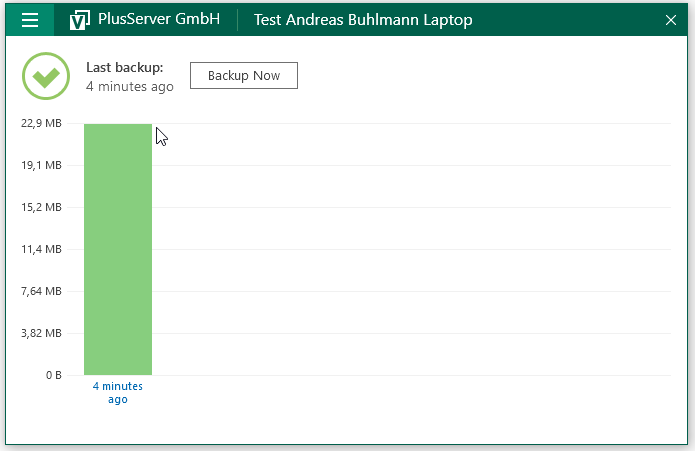 V PlusServer GmbH Test Andreas Buhlmann Laptop
Last backup:
4 minutes ago
Backup Now
22,9 MB
19,1 MB
15,2 MB
11,4 MB
7,64 MB
3,82 MB
0 B
4 minutes
ago